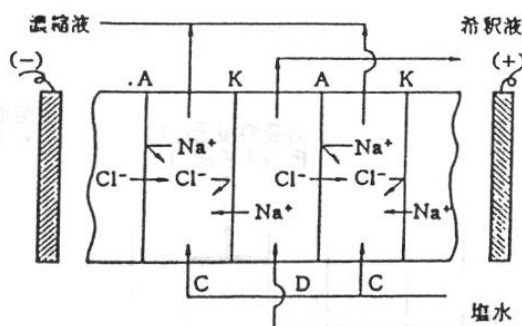 濃縮液 希釈液
(−) .A K A K (+)
Na⁺ Na⁺
Cl⁻ Cl⁻ Cl⁻ Cl⁻
Na⁺ Na⁺
C D C
塩水